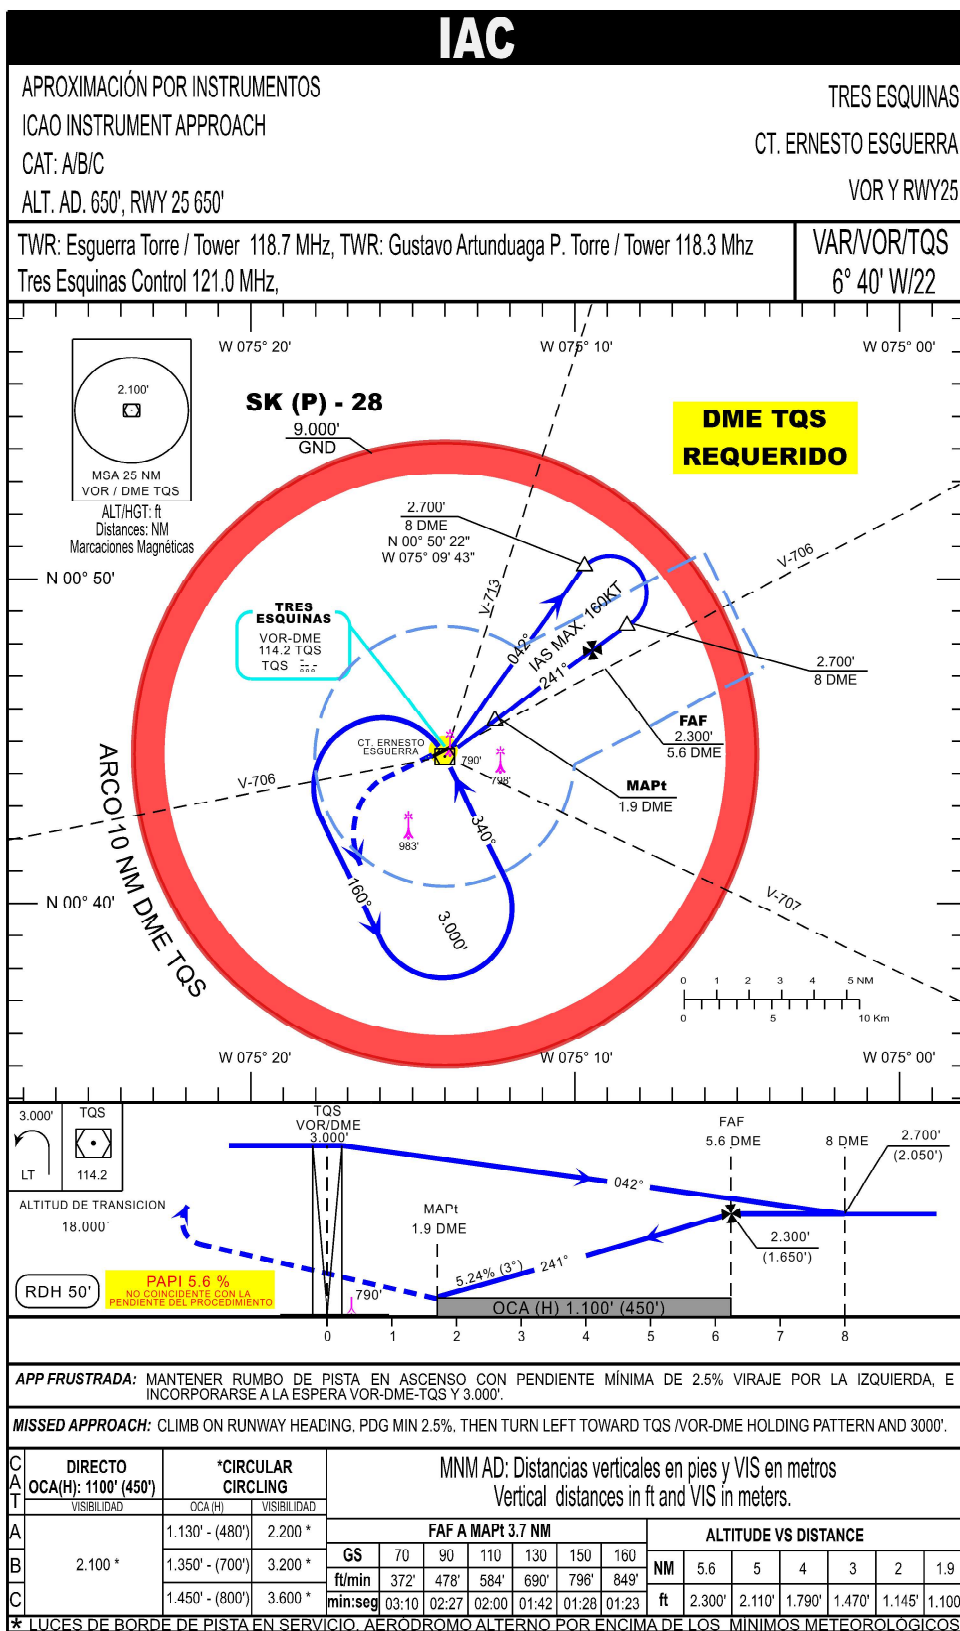 IAC
APROXIMACIÓN POR INSTRUMENTOS
ICAO INSTRUMENT APPROACH
CAT: A/B/C
ALT. AD. 650', RWY 25 650'
TRES ESQUINAS
CT. ERNESTO ESGUERRA
VOR Y RWY25
TWR: Esguerra Torre / Tower 118.7 MHz, TWR: Gustavo Artunduaga P. Torre / Tower 118.3 Mhz
Tres Esquinas Control 121.0 MHz,
VAR/VOR/TQS
6° 40' W/22
W 075° 20'
W 075° 10'
W 075° 00'
2.100'
MSA 25 NM
VOR / DME TQS
ALT/HGT: ft
Distances: NM
Marcaciones Magnéticas
SK (P) - 28
9.000'
GND
DME TQS
REQUERIDO
2.700'
8 DME
N 00° 50' 22"
W 075° 09' 43"
V-706
N 00° 50'
V-713
TRES
ESQUINAS
VOR-DME
114.2 TQS
TQS
042°
IAS MAX. 160KT
241°
2.700'
8 DME
FAF
2.300'
5.6 DME
CT. ERNESTO
ESGUERRA
790'
798'
MAPt
1.9 DME
V-706
ARCO 10 NM DME TQS
983'
340°
160°
3.000'
N 00° 40'
V-707
0 1 2 3 4 5 NM
0 5 10 Km
W 075° 20'
W 075° 10'
W 075° 00'
3.000'
LT
TQS
114.2
TQS
VOR/DME
3.000'
FAF
5.6 DME
8 DME
2.700'
(2.050')
042°
ALTITUD DE TRANSICION
18.000'
MAPt
1.9 DME
2.300'
(1.650')
5.24% (3°)
241°
RDH 50'
PAPI 5.6 %
NO COINCIDENTE CON LA
PENDIENTE DEL PROCEDIMIENTO
790'
OCA (H) 1.100' (450')
0 1 2 3 4 5 6 7 8
APP FRUSTRADA: MANTENER RUMBO DE PISTA EN ASCENSO CON PENDIENTE MÍNIMA DE 2.5% VIRAJE POR LA IZQUIERDA, E
INCORPORARSE A LA ESPERA VOR-DME-TQS Y 3.000'.
MISSED APPROACH: CLIMB ON RUNWAY HEADING, PDG MIN 2.5%, THEN TURN LEFT TOWARD TQS /VOR-DME HOLDING PATTERN AND 3000'.
CAT
DIRECTO
OCA(H): 1100' (450')
VISIBILIDAD
*CIRCULAR
CIRCLING
OCA (H) VISIBILIDAD
A 1.130' - (480') 2.200 *
B 2.100 * 1.350' - (700') 3.200 *
C 1.450' - (800') 3.600 *
MNM AD: Distancias verticales en pies y VIS en metros
Vertical distances in ft and VIS in meters.
FAF A MAPt 3.7 NM
GS 70 90 110 130 150 160
ft/min 372' 478' 584' 690' 796' 849'
min:seg 03:10 02:27 02:00 01:42 01:28 01:23
ALTITUDE VS DISTANCE
NM 5.6 5 4 3 2 1.9
ft 2.300' 2.110' 1.790' 1.470' 1.145' 1.100
* LUCES DE BORDE DE PISTA EN SERVICIO. AERÓDROMO ALTERNO POR ENCIMA DE LOS MÍNIMOS METEOROLÓGICOS